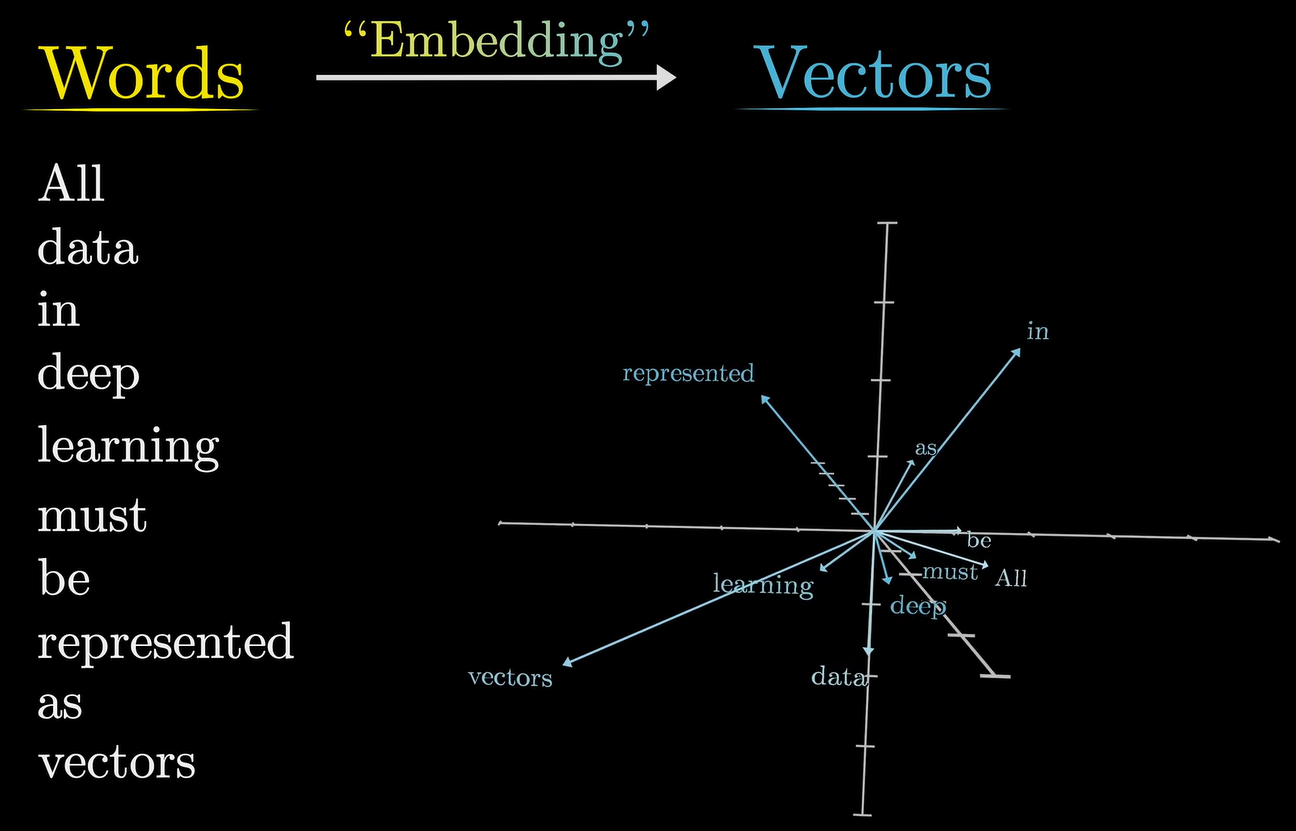 Words “Embedding” Vectors
All
data
in
deep
learning
must
be
represented
as
vectors
in
represented
as
be
must
All
learning
deep
vectors
data